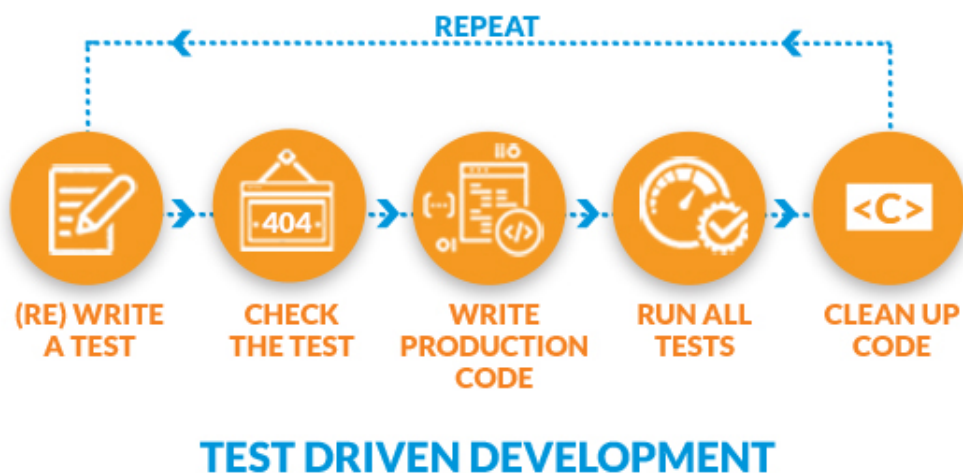 REPEAT
404
<C>
</>
(RE) WRITE
A TEST
CHECK
THE TEST
WRITE
PRODUCTION
CODE
RUN ALL
TESTS
CLEAN UP
CODE
TEST DRIVEN DEVELOPMENT